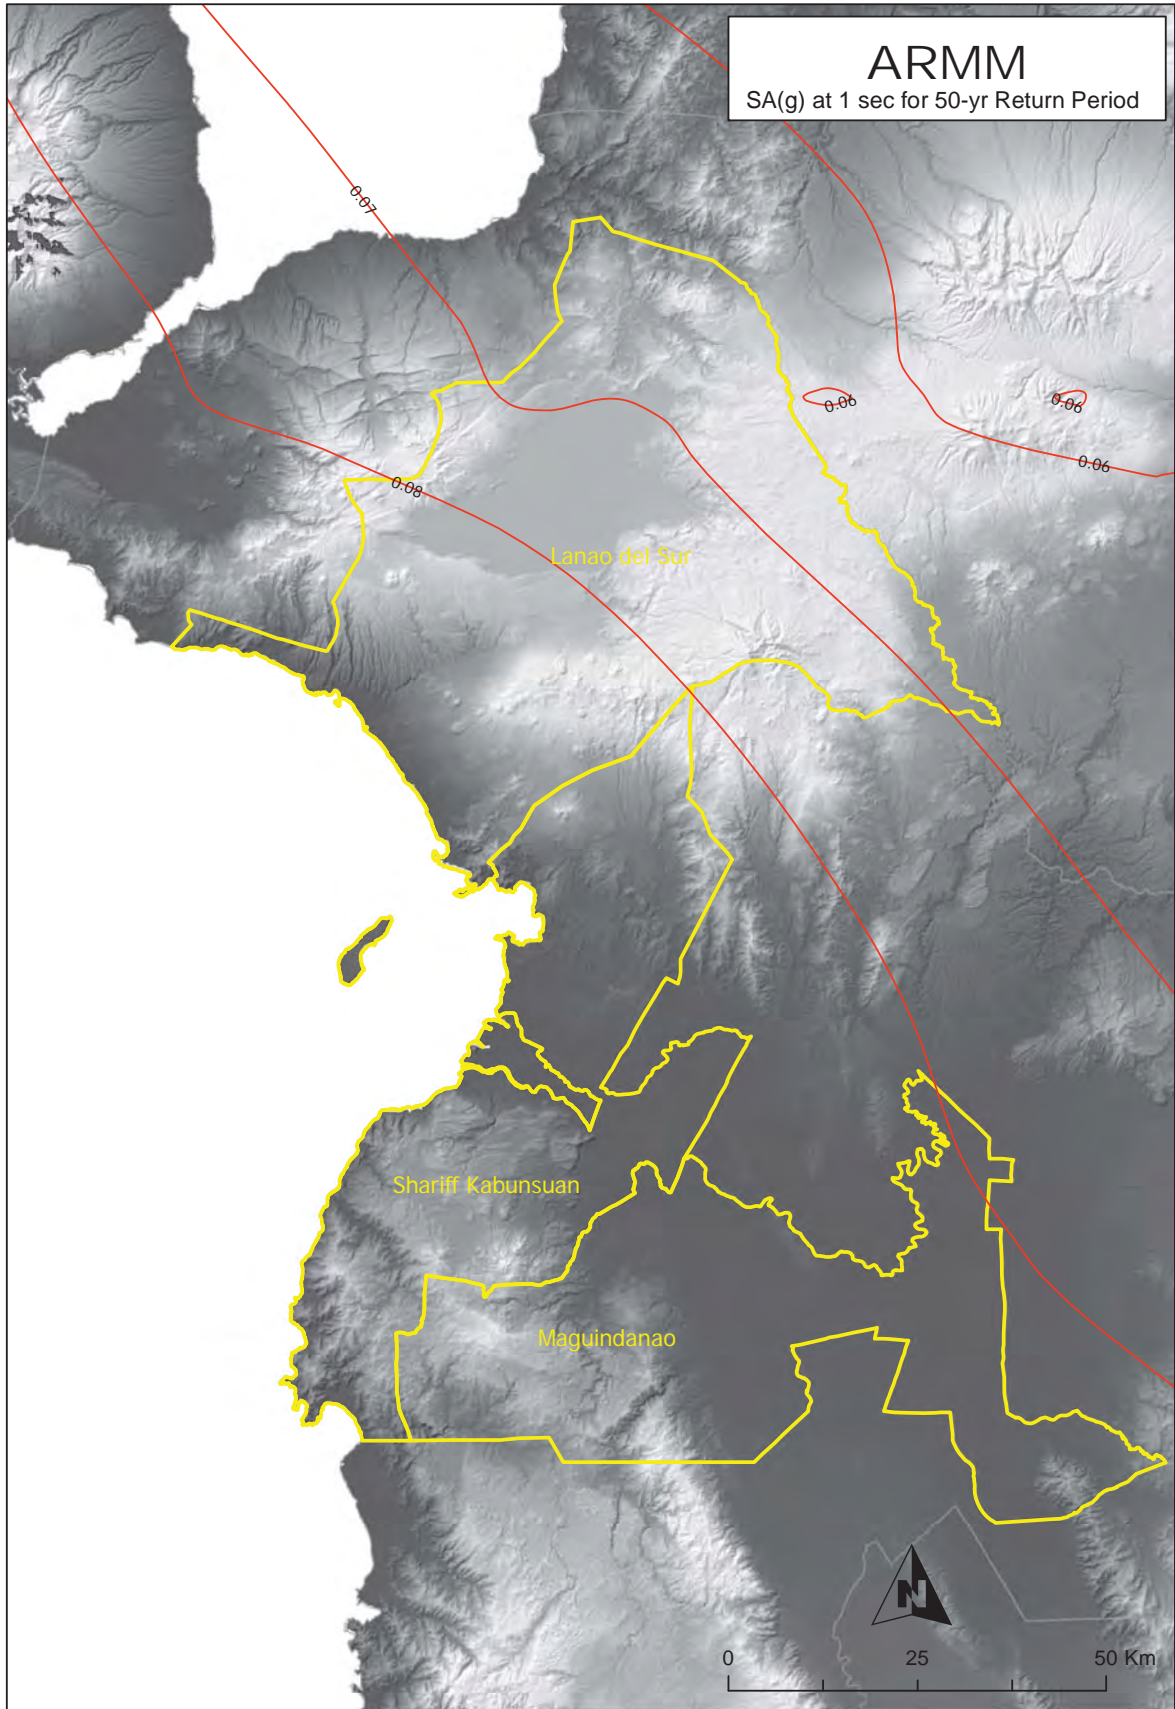 ARMM
SA(g) at 1 sec for 50-yr Return Period
0.07
0.06
0.06
0.06
0.08
Lanao del Sur
Shariff Kabunsuan
Maguindanao
N
0 25 50 Km